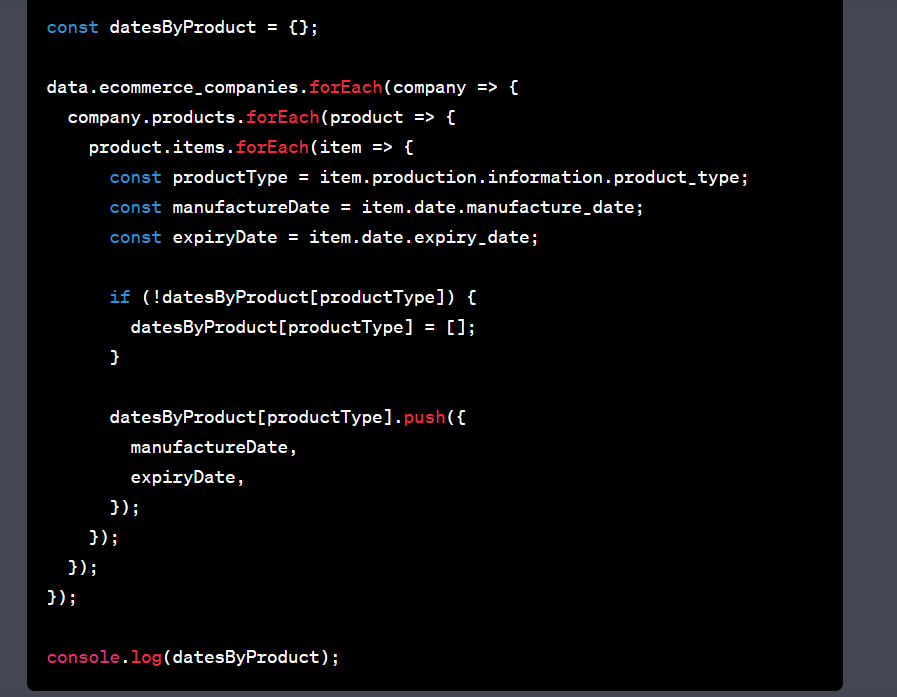 const datesByProduct = {};

data.ecommerce_companies.forEach(company => {
  company.products.forEach(product => {
    product.items.forEach(item => {
      const productType = item.production.information.product_type;
      const manufactureDate = item.date.manufacture_date;
      const expiryDate = item.date.expiry_date;

      if (!datesByProduct[productType]) {
        datesByProduct[productType] = [];
      }

      datesByProduct[productType].push({
        manufactureDate,
        expiryDate,
      });
    });
  });
});

console.log(datesByProduct);